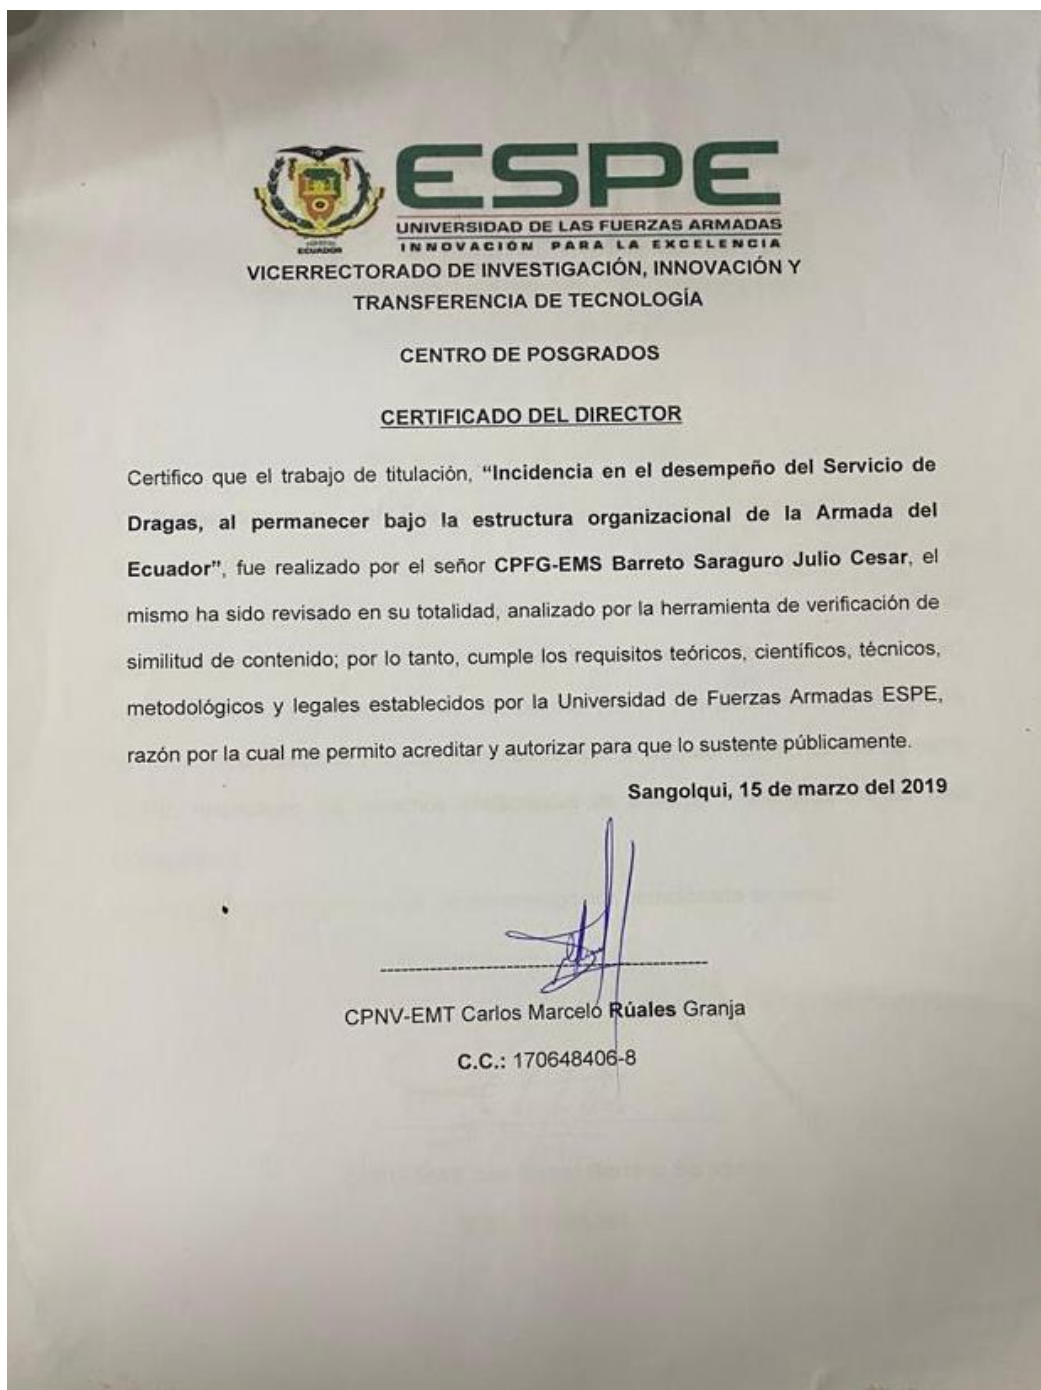 ESPE
UNIVERSIDAD DE LAS FUERZAS ARMADAS
INNOVACIÓN PARA LA EXCELENCIA
ECUADOR
VICERRECTORADO DE INVESTIGACIÓN, INNOVACIÓN Y
TRANSFERENCIA DE TECNOLOGÍA
CENTRO DE POSGRADOS
CERTIFICADO DEL DIRECTOR
Certifico que el trabajo de titulación, “Incidencia en el desempeño del Servicio de
Dragas, al permanecer bajo la estructura organizacional de la Armada del
Ecuador”, fue realizado por el señor CPFG-EMS Barreto Saraguro Julio Cesar, el
mismo ha sido revisado en su totalidad, analizado por la herramienta de verificación de
similitud de contenido; por lo tanto, cumple los requisitos teóricos, científicos, técnicos,
metodológicos y legales establecidos por la Universidad de Fuerzas Armadas ESPE,
razón por la cual me permito acreditar y autorizar para que lo sustente públicamente.
Sangolqui, 15 de marzo del 2019
CPNV-EMT Carlos Marcelo Rúales Granja
C.C.: 170648406-8